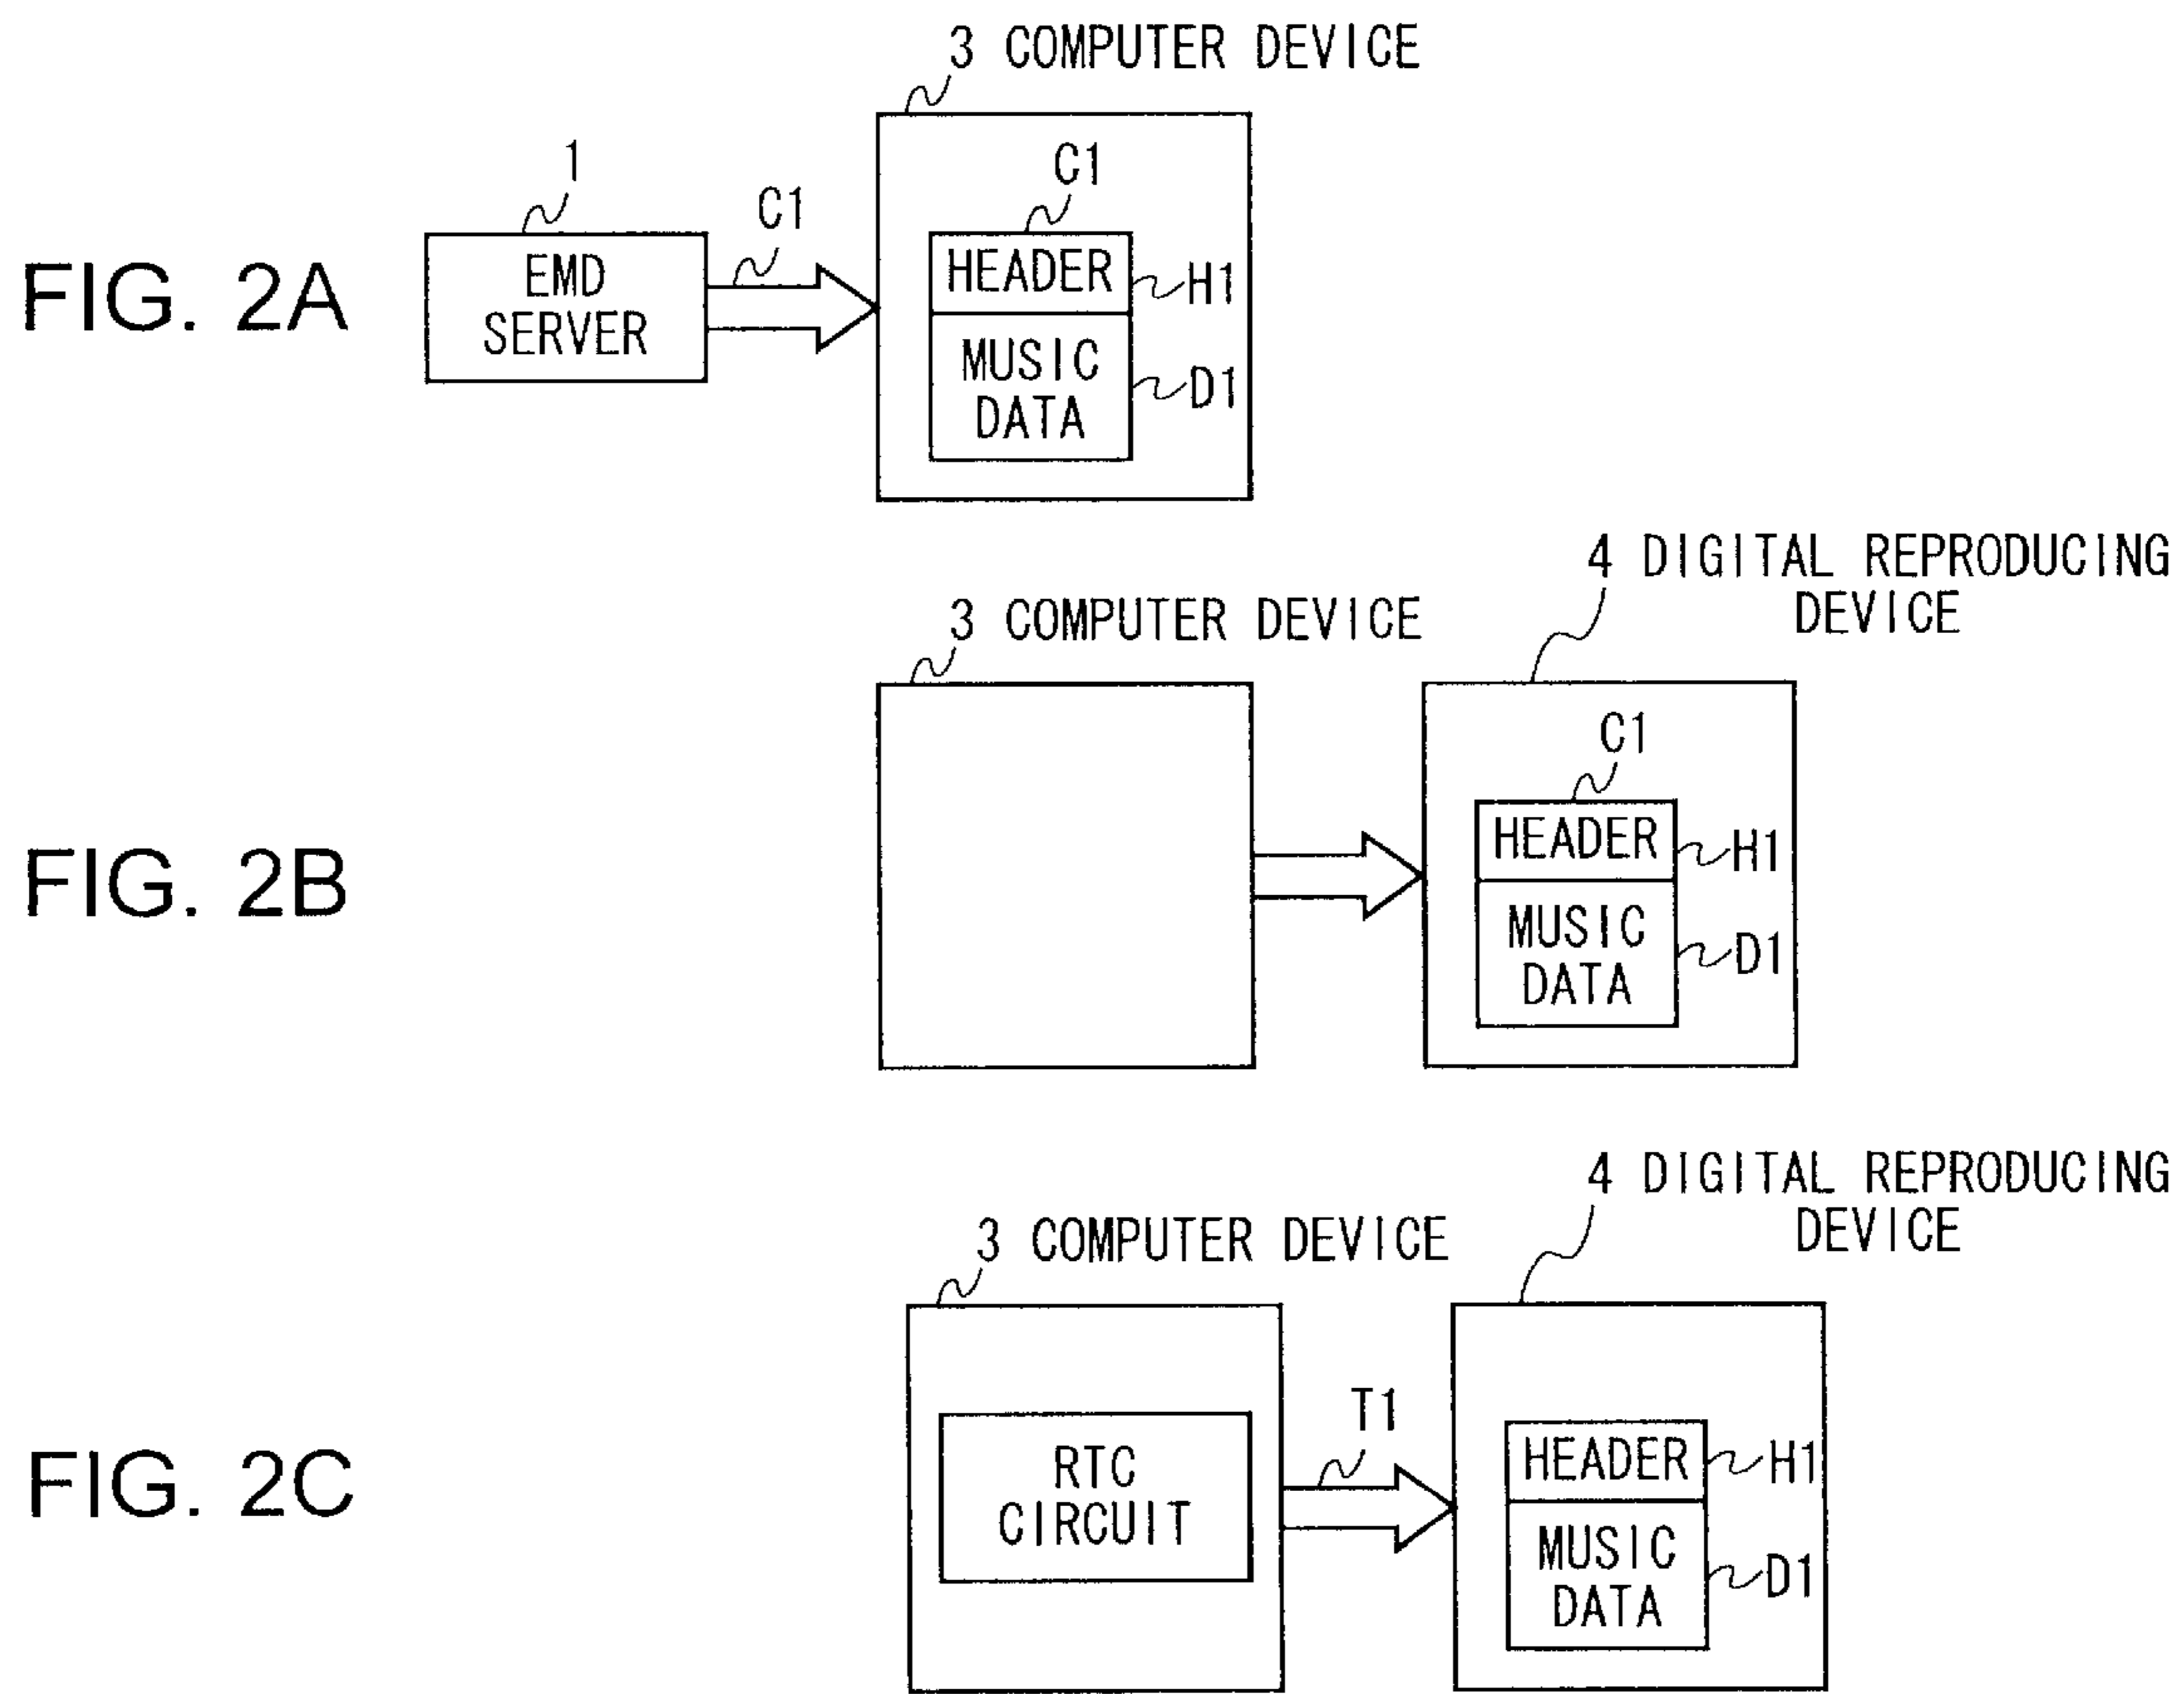 3 COMPUTER DEVICE
1
C1
C1
FIG. 2A
EMD
SERVER
HEADER
H1
MUSIC
DATA
D1
4 DIGITAL REPRODUCING
DEVICE
3 COMPUTER DEVICE
C1
FIG. 2B
HEADER
H1
MUSIC
DATA
D1
4 DIGITAL REPRODUCING
DEVICE
3 COMPUTER DEVICE
T1
FIG. 2C
RTC
CIRCUIT
HEADER
H1
MUSIC
DATA
D1